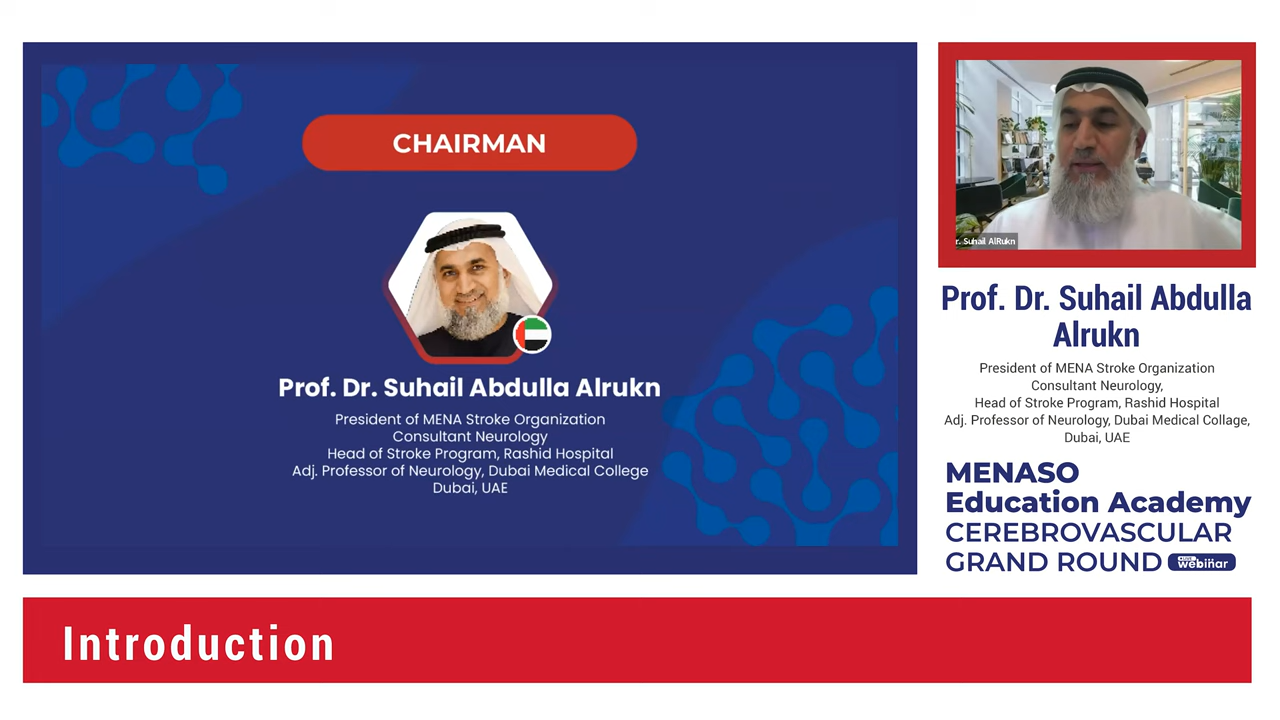 CHAIRMAN
Prof. Dr. Suhail Abdulla Alrukn
President of MENA Stroke Organization
Consultant Neurology
Head of Stroke Program, Rashid Hospital
Adj. Professor of Neurology, Dubai Medical College
Dubai, UAE
r. Suhail AlRukn
Prof. Dr. Suhail Abdulla
Alrukn
President of MENA Stroke Organization
Consultant Neurology,
Head of Stroke Program, Rashid Hospital
Adj. Professor of Neurology, Dubai Medical Collage,
Dubai, UAE
MENASO
Education Academy
CEREBROVASCULAR
GRAND ROUND LIVE webinar
Introduction